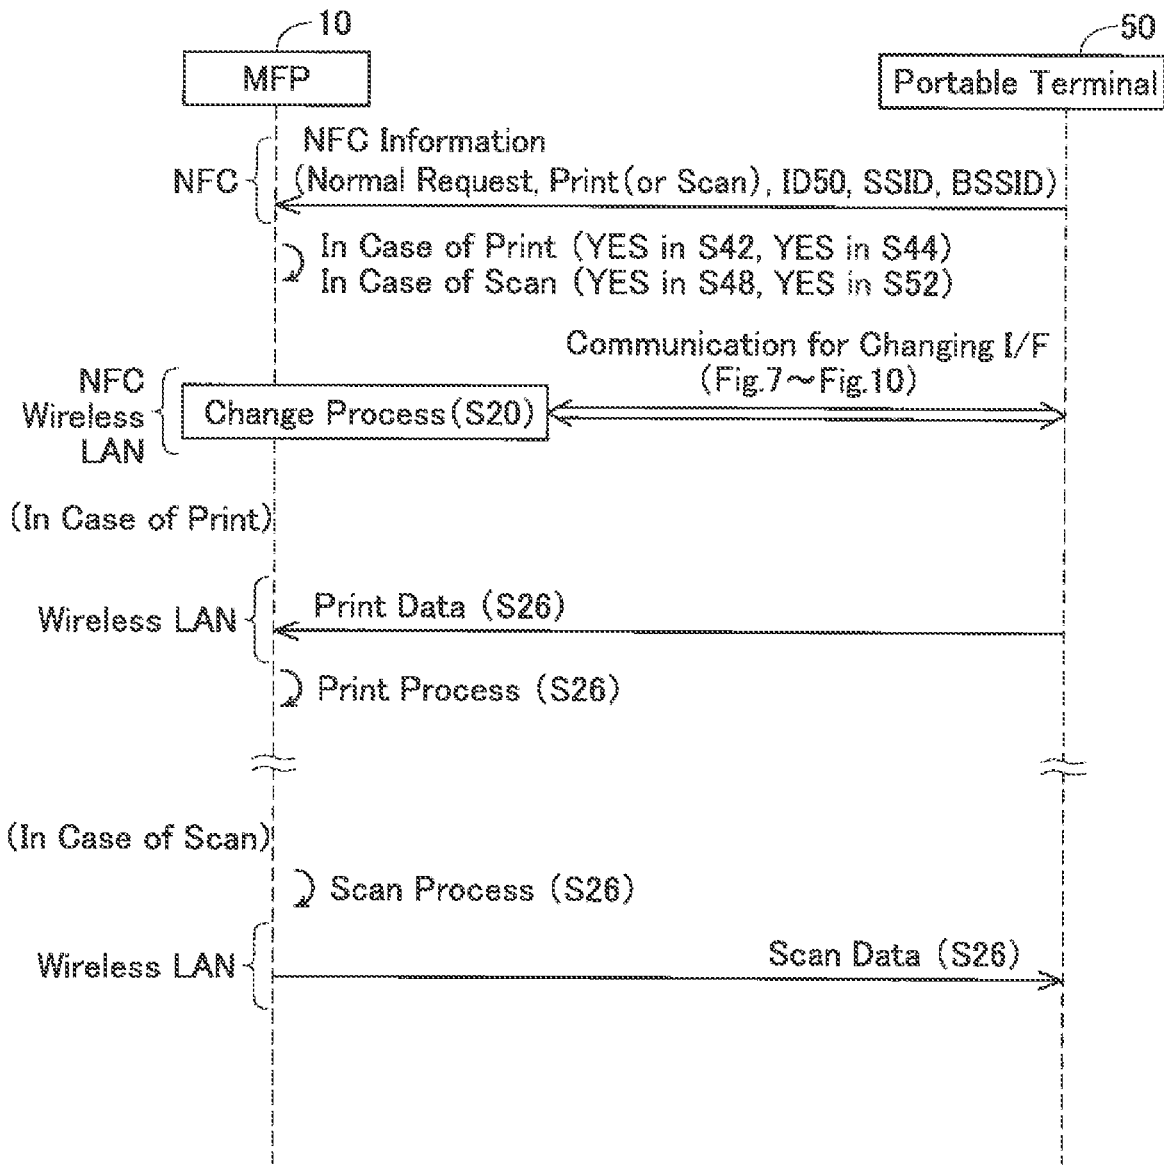 10
50
MFP
Portable Terminal
NFC Information
NFC
(Normal Request, Print(or Scan), ID50, SSID, BSSID)
In Case of Print (YES in S42, YES in S44)
In Case of Scan (YES in S48, YES in S52)
Communication for Changing I/F
(Fig.7～Fig.10)
NFC
Wireless
LAN
Change Process(S20)
(In Case of Print)
Wireless LAN
Print Data (S26)
Print Process (S26)
(In Case of Scan)
Scan Process (S26)
Wireless LAN
Scan Data (S26)